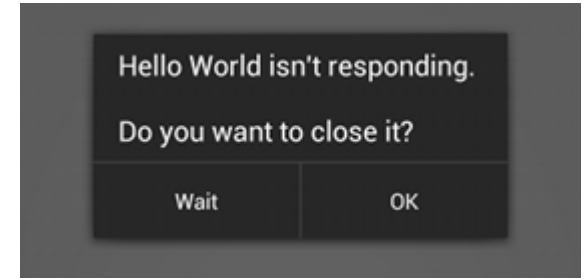 Hello World isn't responding.
Do you want to close it?
Wait
OK